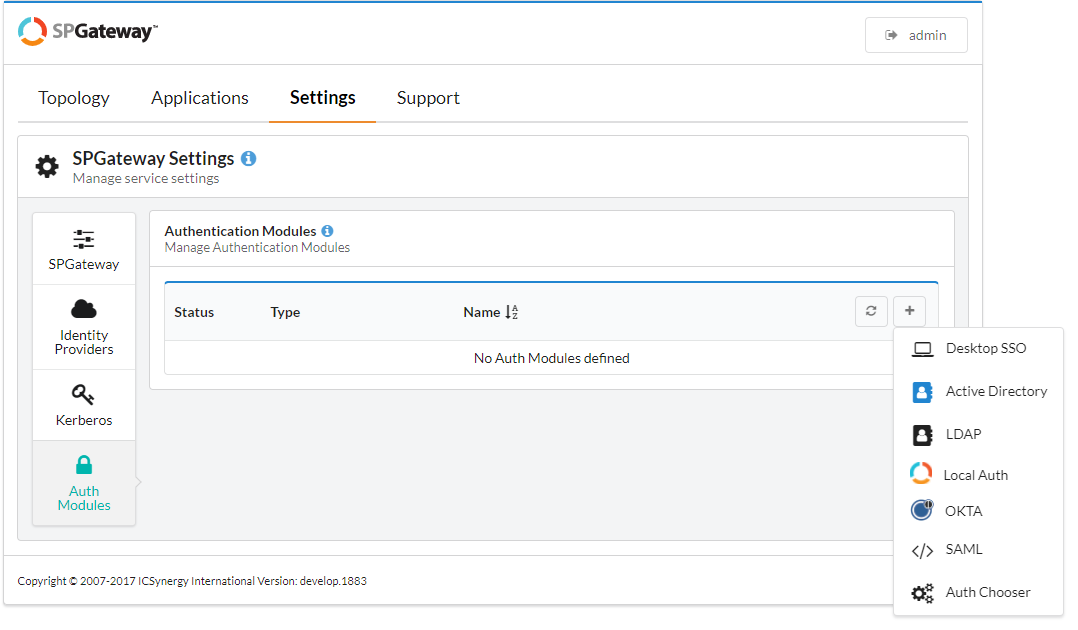 SPGateway™
admin
Topology
Applications
Settings
Support
SPGateway Settings
Manage service settings
SPGateway
Identity
Providers
Kerberos
Auth
Modules
Authentication Modules
Manage Authentication Modules
Status
Type
Name
No Auth Modules defined
Desktop SSO
Active Directory
LDAP
Local Auth
OKTA
SAML
Auth Chooser
Copyright © 2007-2017 ICSynergy International Version: develop.1883